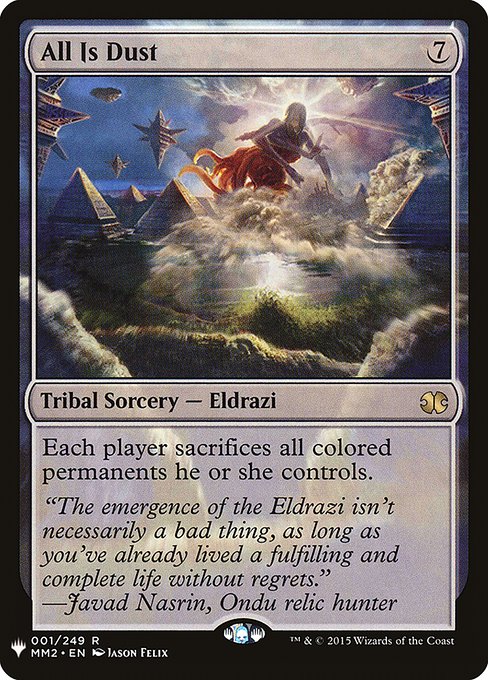 All Is Dust 7
Tribal Sorcery — Eldrazi
Each player sacrifices all colored
permanents he or she controls.
“The emergence of the Eldrazi isn’t
necessarily a bad thing, as long as
you’ve already lived a fulfilling and
complete life without regrets.”
—Javad Nasrin, Ondu relic hunter
001/249 R
MM2 • EN Jason Felix
™ & © 2015 Wizards of the Coast